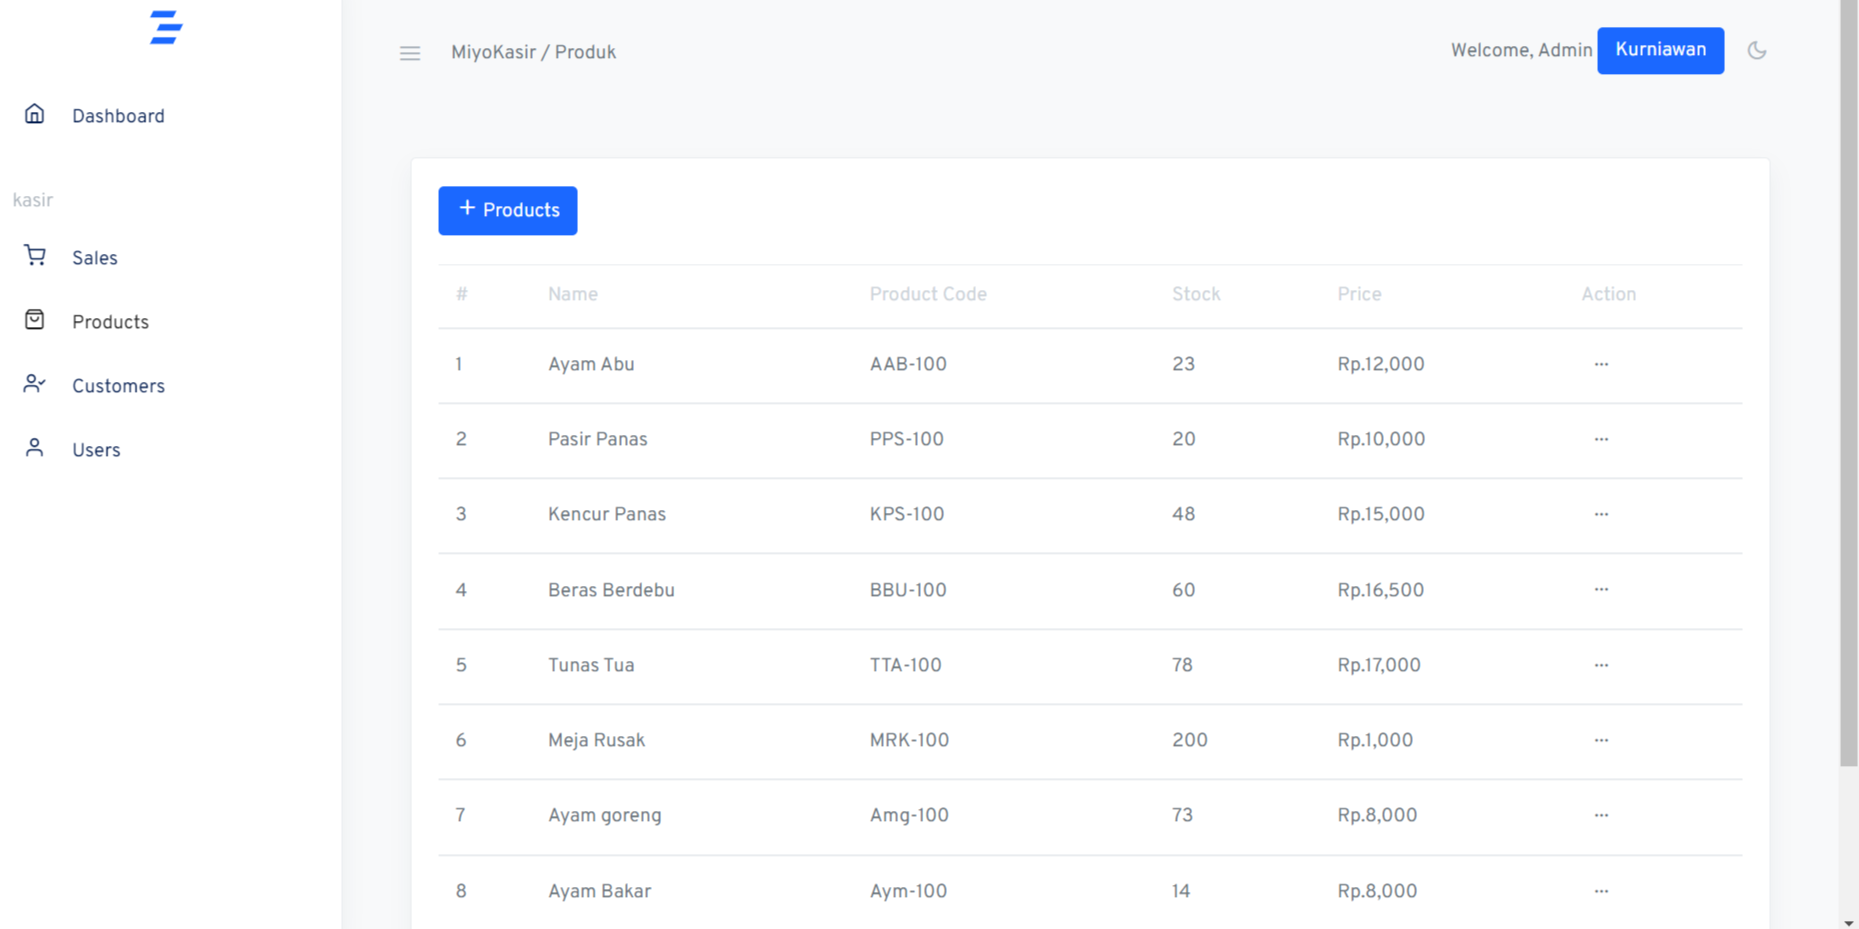 MiyoKasir / Produk
Welcome, Admin Kurniawan
Dashboard
kasir
Sales
Products
Customers
Users
+ Products
# Name Product Code Stock Price Action
1 Ayam Abu AAB-100 23 Rp.12,000 ...
2 Pasir Panas PPS-100 20 Rp.10,000 ...
3 Kencur Panas KPS-100 48 Rp.15,000 ...
4 Beras Berdebu BBU-100 60 Rp.16,500 ...
5 Tunas Tua TTA-100 78 Rp.17,000 ...
6 Meja Rusak MRK-100 200 Rp.1,000 ...
7 Ayam goreng Amg-100 73 Rp.8,000 ...
8 Ayam Bakar Aym-100 14 Rp.8,000 ...